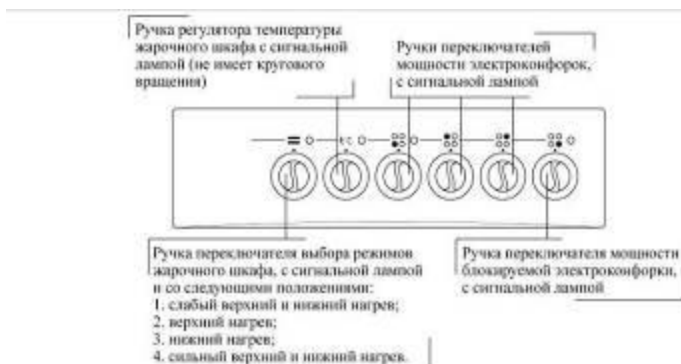 Ручка регулятора температуры
жарочного шкафа с сигнальной
лампой (не имеет кругового
вращения)
Ручки переключателей
мощности электроконфорок,
с сигнальной лампой
Ручка переключателя выбора режимов
жарочного шкафа, с сигнальной лампой
и со следующими положениями:
1. слабый верхний и нижний нагрев;
2. верхний нагрев;
3. нижний нагрев;
4. сильный верхний и нижний нагрев.
Ручка переключателя мощности
блокируемой электроконфорки,
с сигнальной лампой